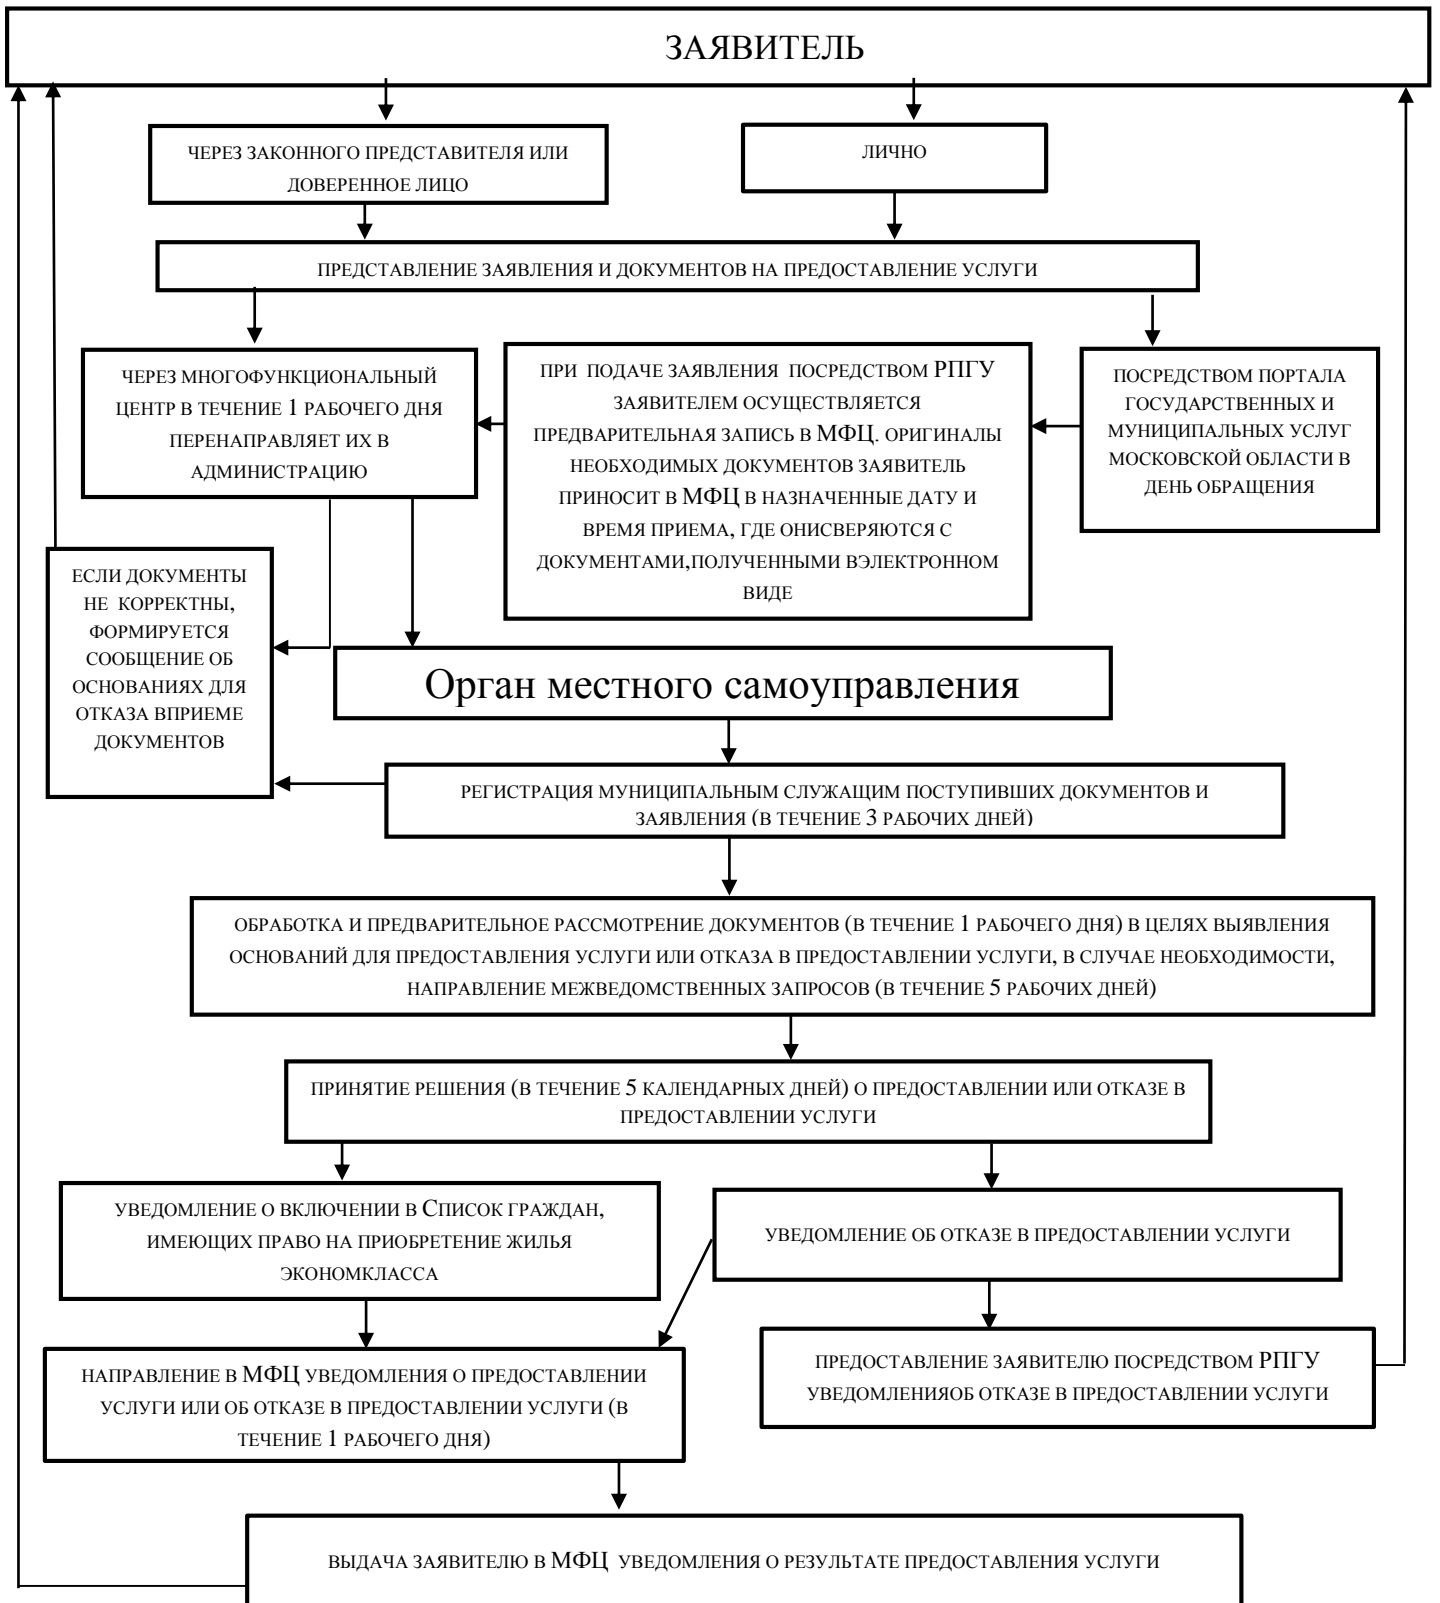 ЗАЯВИТЕЛЬ
ЧЕРЕЗ ЗАКОННОГО ПРЕДСТАВИТЕЛЯ ИЛИ
ДОВЕРЕННОЕ ЛИЦО
ЛИЧНО
ПРЕДСТАВЛЕНИЕ ЗАЯВЛЕНИЯ И ДОКУМЕНТОВ НА ПРЕДОСТАВЛЕНИЕ УСЛУГИ
ЧЕРЕЗ МНОГОФУНКЦИОНАЛЬНЫЙ
ЦЕНТР В ТЕЧЕНИЕ 1 РАБОЧЕГО ДНЯ
ПЕРЕНАПРАВЛЯЕТ ИХ В
АДМИНИСТРАЦИЮ
ПРИ ПОДАЧЕ ЗАЯВЛЕНИЯ ПОСРЕДСТВОМ РПГУ
ЗАЯВИТЕЛЕМ ОСУЩЕСТВЛЯЕТСЯ
ПРЕДВАРИТЕЛЬНАЯ ЗАПИСЬ В МФЦ. ОРИГИНАЛЫ
НЕОБХОДИМЫХ ДОКУМЕНТОВ ЗАЯВИТЕЛЬ
ПРИНОСИТ В МФЦ В НАЗНАЧЕННЫЕ ДАТУ И
ВРЕМЯ ПРИЕМА, ГДЕ ОНИСВЕРЯЮТСЯ С
ДОКУМЕНТАМИ,ПОЛУЧЕННЫМИ ВЭЛЕКТРОННОМ
ВИДЕ
ПОСРЕДСТВОМ ПОРТАЛА
ГОСУДАРСТВЕННЫХ И
МУНИЦИПАЛЬНЫХ УСЛУГ
МОСКОВСКОЙ ОБЛАСТИ В
ДЕНЬ ОБРАЩЕНИЯ
ЕСЛИ ДОКУМЕНТЫ
НЕ КОРРЕКТНЫ,
ФОРМИРУЕТСЯ
СООБЩЕНИЕ ОБ
ОСНОВАНИЯХ ДЛЯ
ОТКАЗА ВПРИЕМЕ
ДОКУМЕНТОВ
Орган местного самоуправления
РЕГИСТРАЦИЯ МУНИЦИПАЛЬНЫМ СЛУЖАЩИМ ПОСТУПИВШИХ ДОКУМЕНТОВ И
ЗАЯВЛЕНИЯ (В ТЕЧЕНИЕ 3 РАБОЧИХ ДНЕЙ)
ОБРАБОТКА И ПРЕДВАРИТЕЛЬНОЕ РАССМОТРЕНИЕ ДОКУМЕНТОВ (В ТЕЧЕНИЕ 1 РАБОЧЕГО ДНЯ) В ЦЕЛЯХ ВЫЯВЛЕНИЯ
ОСНОВАНИЙ ДЛЯ ПРЕДОСТАВЛЕНИЯ УСЛУГИ ИЛИ ОТКАЗА В ПРЕДОСТАВЛЕНИИ УСЛУГИ, В СЛУЧАЕ НЕОБХОДИМОСТИ,
НАПРАВЛЕНИЕ МЕЖВЕДОМСТВЕННЫХ ЗАПРОСОВ (В ТЕЧЕНИЕ 5 РАБОЧИХ ДНЕЙ)
ПРИНЯТИЕ РЕШЕНИЯ (В ТЕЧЕНИЕ 5 КАЛЕНДАРНЫХ ДНЕЙ) О ПРЕДОСТАВЛЕНИИ ИЛИ ОТКАЗЕ В
ПРЕДОСТАВЛЕНИИ УСЛУГИ
УВЕДОМЛЕНИЕ О ВКЛЮЧЕНИИ В СПИСОК ГРАЖДАН,
ИМЕЮЩИХ ПРАВО НА ПРИОБРЕТЕНИЕ ЖИЛЬЯ
ЭКОНОМКЛАССА
УВЕДОМЛЕНИЕ ОБ ОТКАЗЕ В ПРЕДОСТАВЛЕНИИ УСЛУГИ
НАПРАВЛЕНИЕ В МФЦ УВЕДОМЛЕНИЯ О ПРЕДОСТАВЛЕНИИ
УСЛУГИ ИЛИ ОБ ОТКАЗЕ В ПРЕДОСТАВЛЕНИИ УСЛУГИ (В
ТЕЧЕНИЕ 1 РАБОЧЕГО ДНЯ)
ПРЕДОСТАВЛЕНИЕ ЗАЯВИТЕЛЮ ПОСРЕДСТВОМ РПГУ
УВЕДОМЛЕНИЯОБ ОТКАЗЕ В ПРЕДОСТАВЛЕНИИ УСЛУГИ
ВЫДАЧА ЗАЯВИТЕЛЮ В МФЦ УВЕДОМЛЕНИЯ О РЕЗУЛЬТАТЕ ПРЕДОСТАВЛЕНИЯ УСЛУГИ